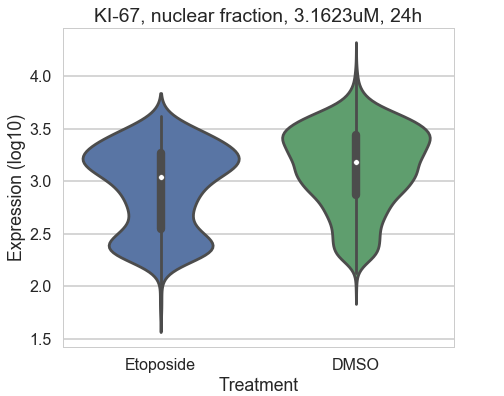 KI-67, nuclear fraction, 3.1623uM, 24h
Expression (log10)
4.0
3.5
3.0
2.5
2.0
1.5
Etoposide DMSO
Treatment